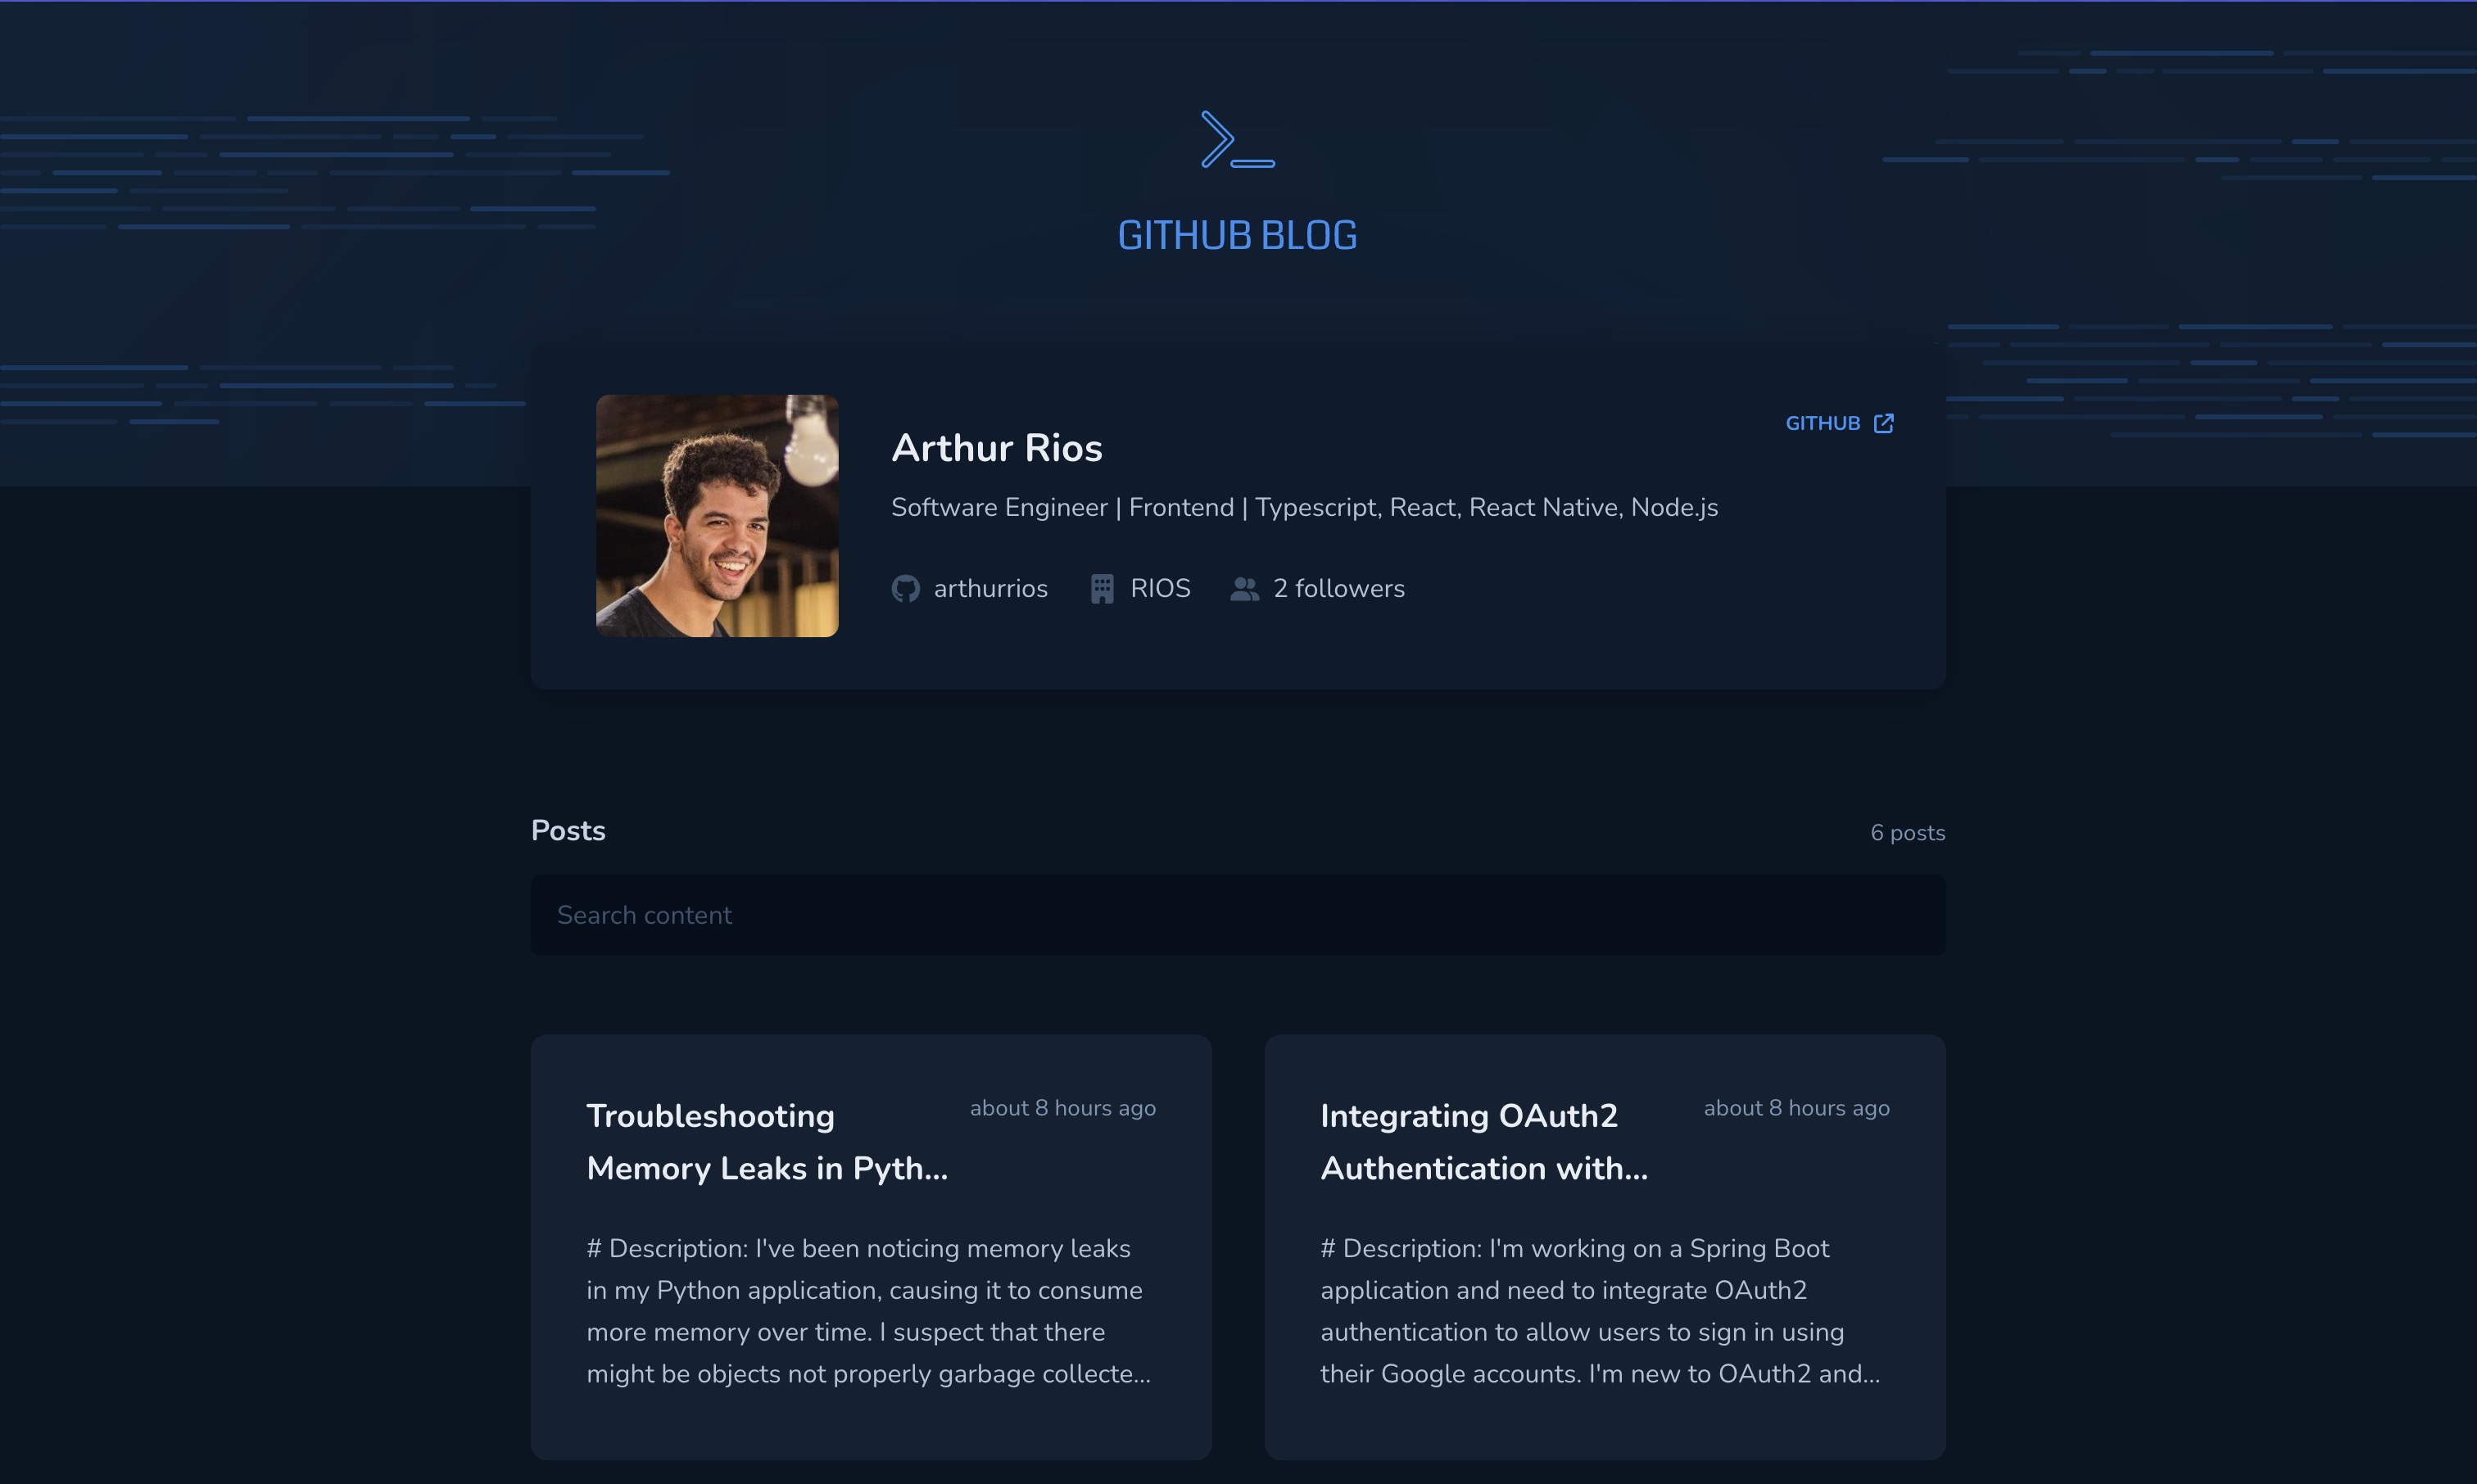 GITHUB BLOG
Arthur Rios
GITHUB
Software Engineer | Frontend | Typescript, React, React Native, Node.js
arthurrios
RIOS
2 followers
Posts
6 posts
Search content
Troubleshooting
Memory Leaks in Pyth...
about 8 hours ago
# Description: I've been noticing memory leaks
in my Python application, causing it to consume
more memory over time. I suspect that there
might be objects not properly garbage collecte...
Integrating OAuth2
Authentication with...
about 8 hours ago
# Description: I'm working on a Spring Boot
application and need to integrate OAuth2
authentication to allow users to sign in using
their Google accounts. I'm new to OAuth2 and...